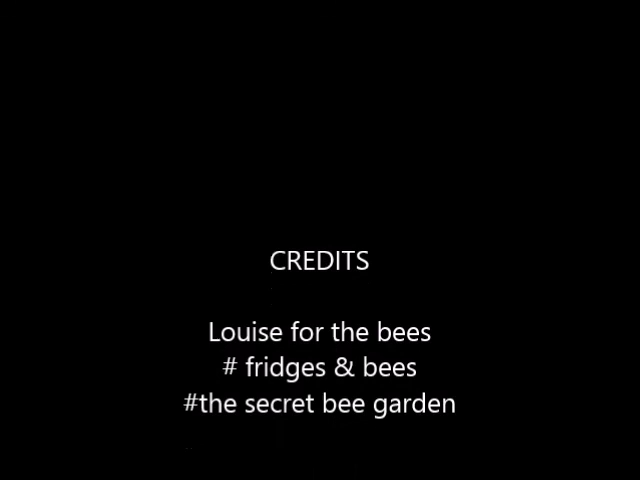 CREDITS
Louise for the bees
# fridges & bees
#the secret bee garden